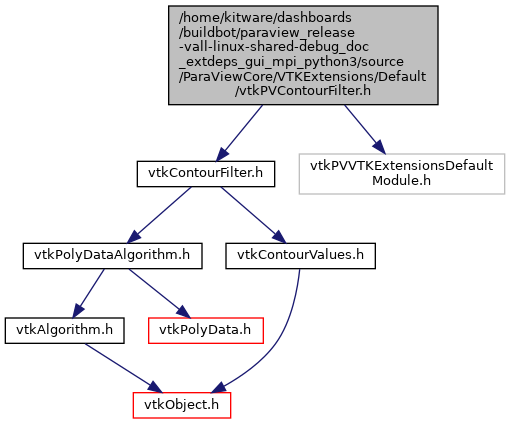 /home/kitware/dashboards
/buildbot/paraview_release
-vall-linux-shared-debug_doc
_extdeps_gui_mpi_python3/source
/ParaViewCore/VTKExtensions/Default
/vtkPVContourFilter.h
vtkContourFilter.h
vtkPVVTKExtensionsDefault
Module.h
vtkPolyDataAlgorithm.h
vtkContourValues.h
vtkAlgorithm.h
vtkPolyData.h
vtkObject.h